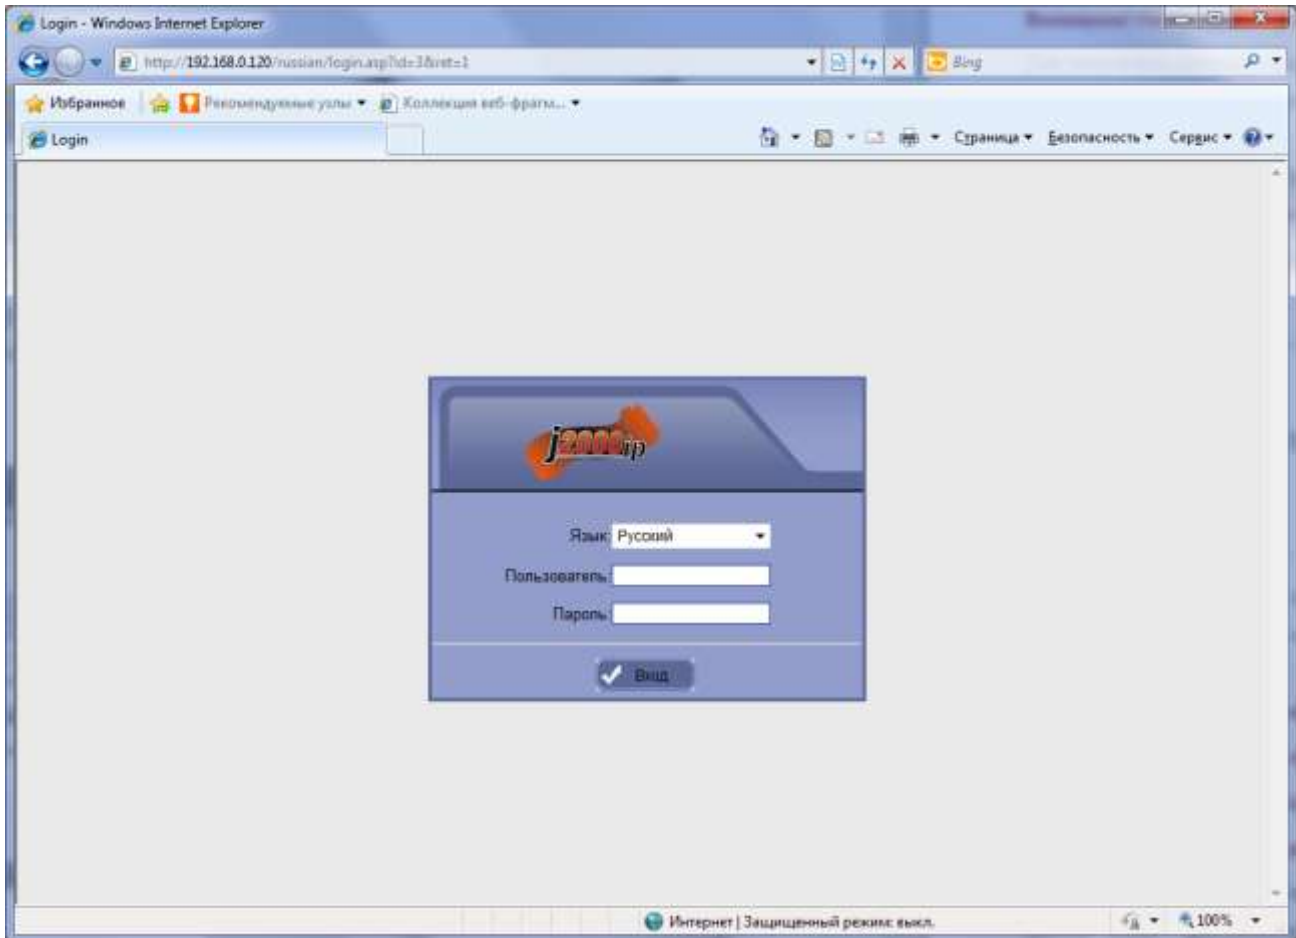 Login - Windows Internet Explorer
http://192.168.0.120/russian/login.asp?id=3&ret=1
Bing
Избранное Рекомендуемые узлы Коллекция веб-фрагм...
Login
Страница Безопасность Сервис
j2000ip
Язык: Русский
Пользователь:
Пароль:
Вход
Интернет | Защищенный режим: выкл.
100%